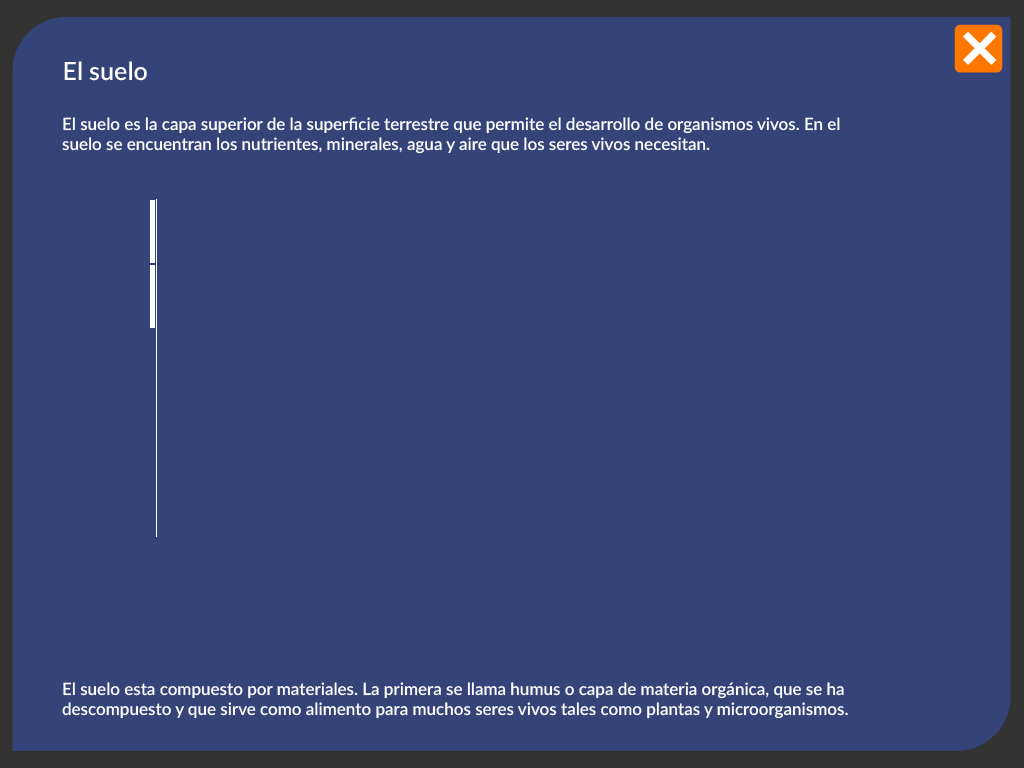 El suelo
El suelo es la capa superior de la superficie terrestre que permite el desarrollo de organismos vivos. En el
suelo se encuentran los nutrientes, minerales, agua y aire que los seres vivos necesitan.
El suelo esta compuesto por materiales. La primera se llama humus o capa de materia orgánica, que se ha
descompuesto y que sirve como alimento para muchos seres vivos tales como plantas y microorganismos.